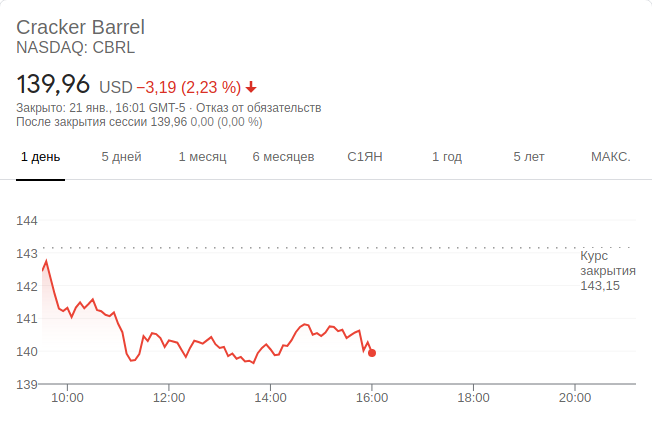 Cracker Barrel
NASDAQ: CBRL
139,96 USD −3,19 (2,23 %)
Закрыто: 21 янв., 16:01 GMT-5 · Отказ от обязательств
После закрытия сессии 139,96 0,00 (0,00 %)
1 день 5 дней 1 месяц 6 месяцев С1ЯН 1 год 5 лет МАКС.
144
143
142
141
140
139
Курс
закрытия
143,15
10:00 12:00 14:00 16:00 18:00 20:00